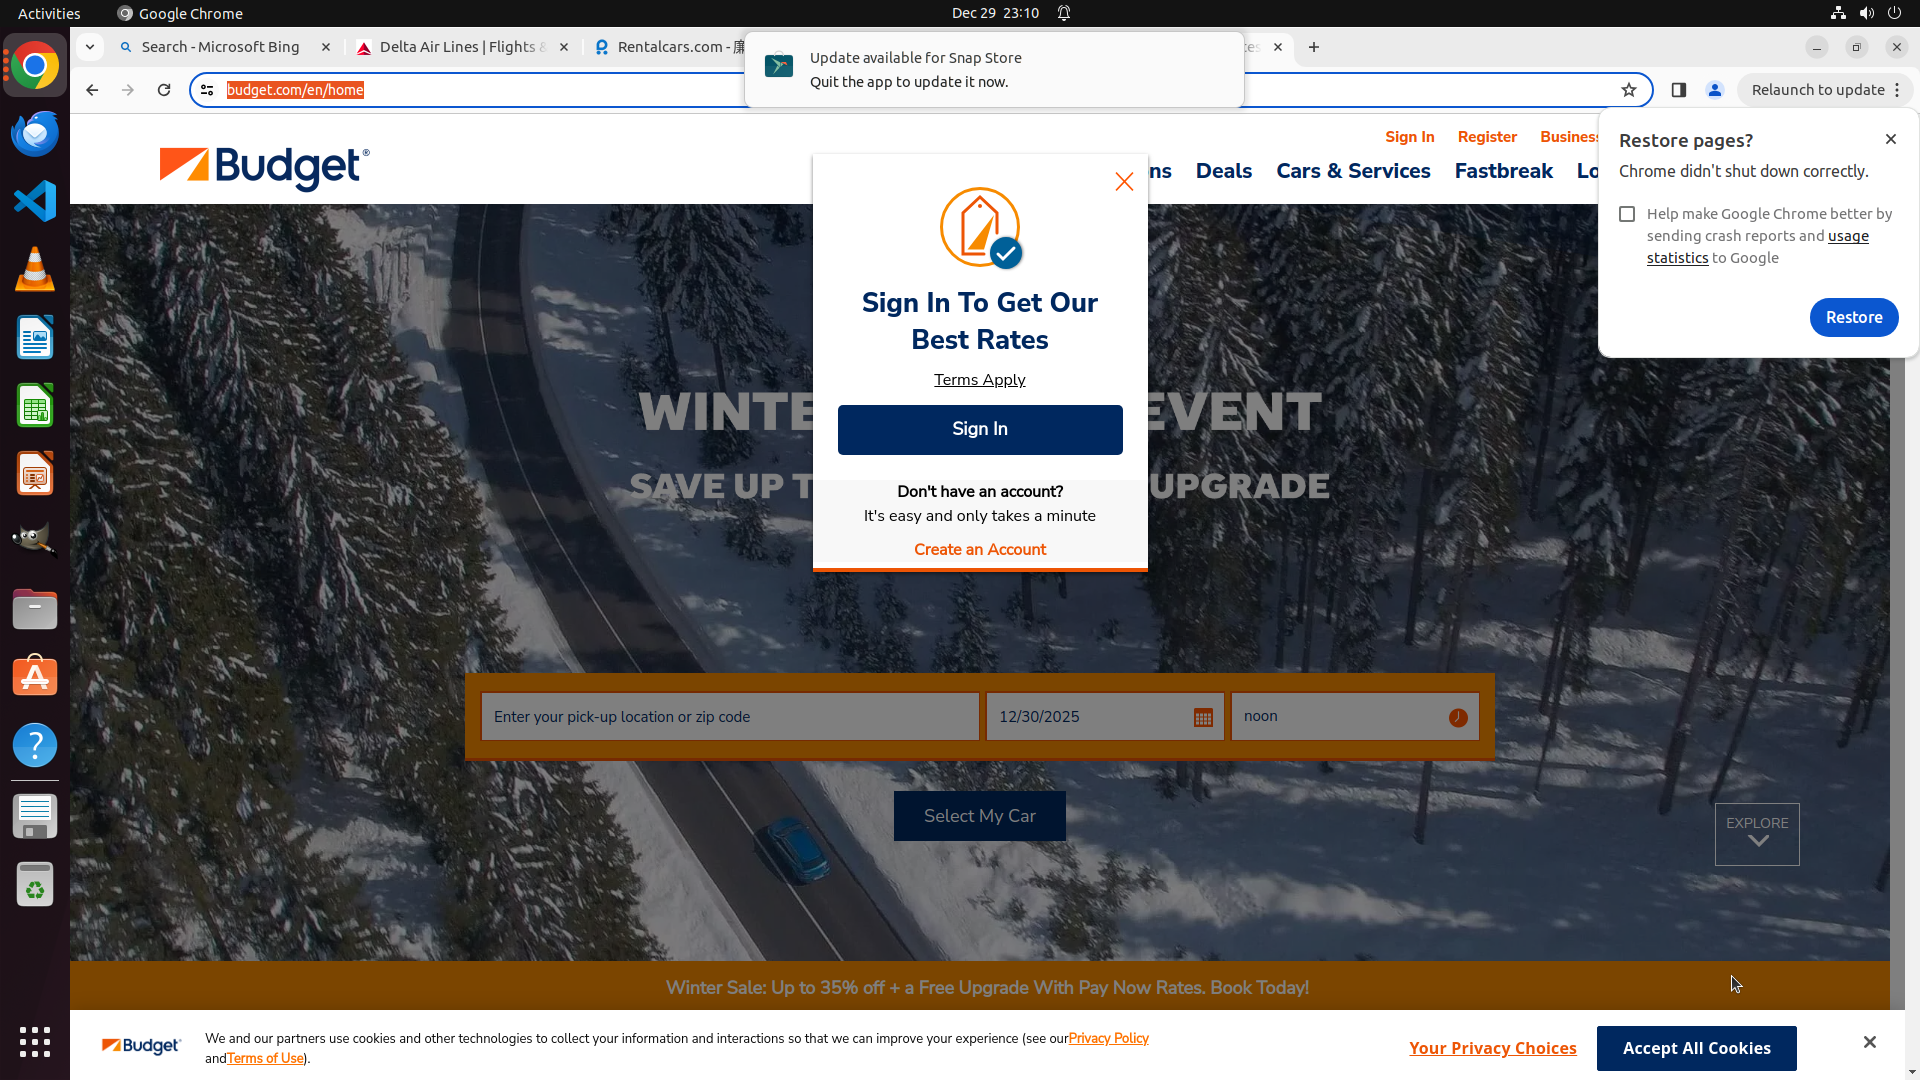 Activities
Google Chrome
Dec 29 23:10
Search - Microsoft Bing
Delta Air Lines | Flights &
Rentalcars.com -
Update available for Snap Store
Quit the app to update it now.
budget.com/en/home
Relaunch to update
Restore pages?
Chrome didn't shut down correctly.
Help make Google Chrome better by
sending crash reports and usage
statistics to Google
Restore
Budget®
Sign In
Register
Deals
Cars & Services
Fastbreak
Sign In To Get Our
Best Rates
Terms Apply
Sign In
Don't have an account?
It's easy and only takes a minute
Create an Account
EVENT
SAVE UP
UPGRADE
Enter your pick-up location or zip code
12/30/2025
noon
Select My Car
EXPLORE
Winter Sale: Up to 35% off + a Free Upgrade With Pay Now Rates. Book Today!
Budget
We and our partners use cookies and other technologies to collect your information and interactions so that we can improve your experience (see our Privacy Policy
and Terms of Use).
Your Privacy Choices
Accept All Cookies